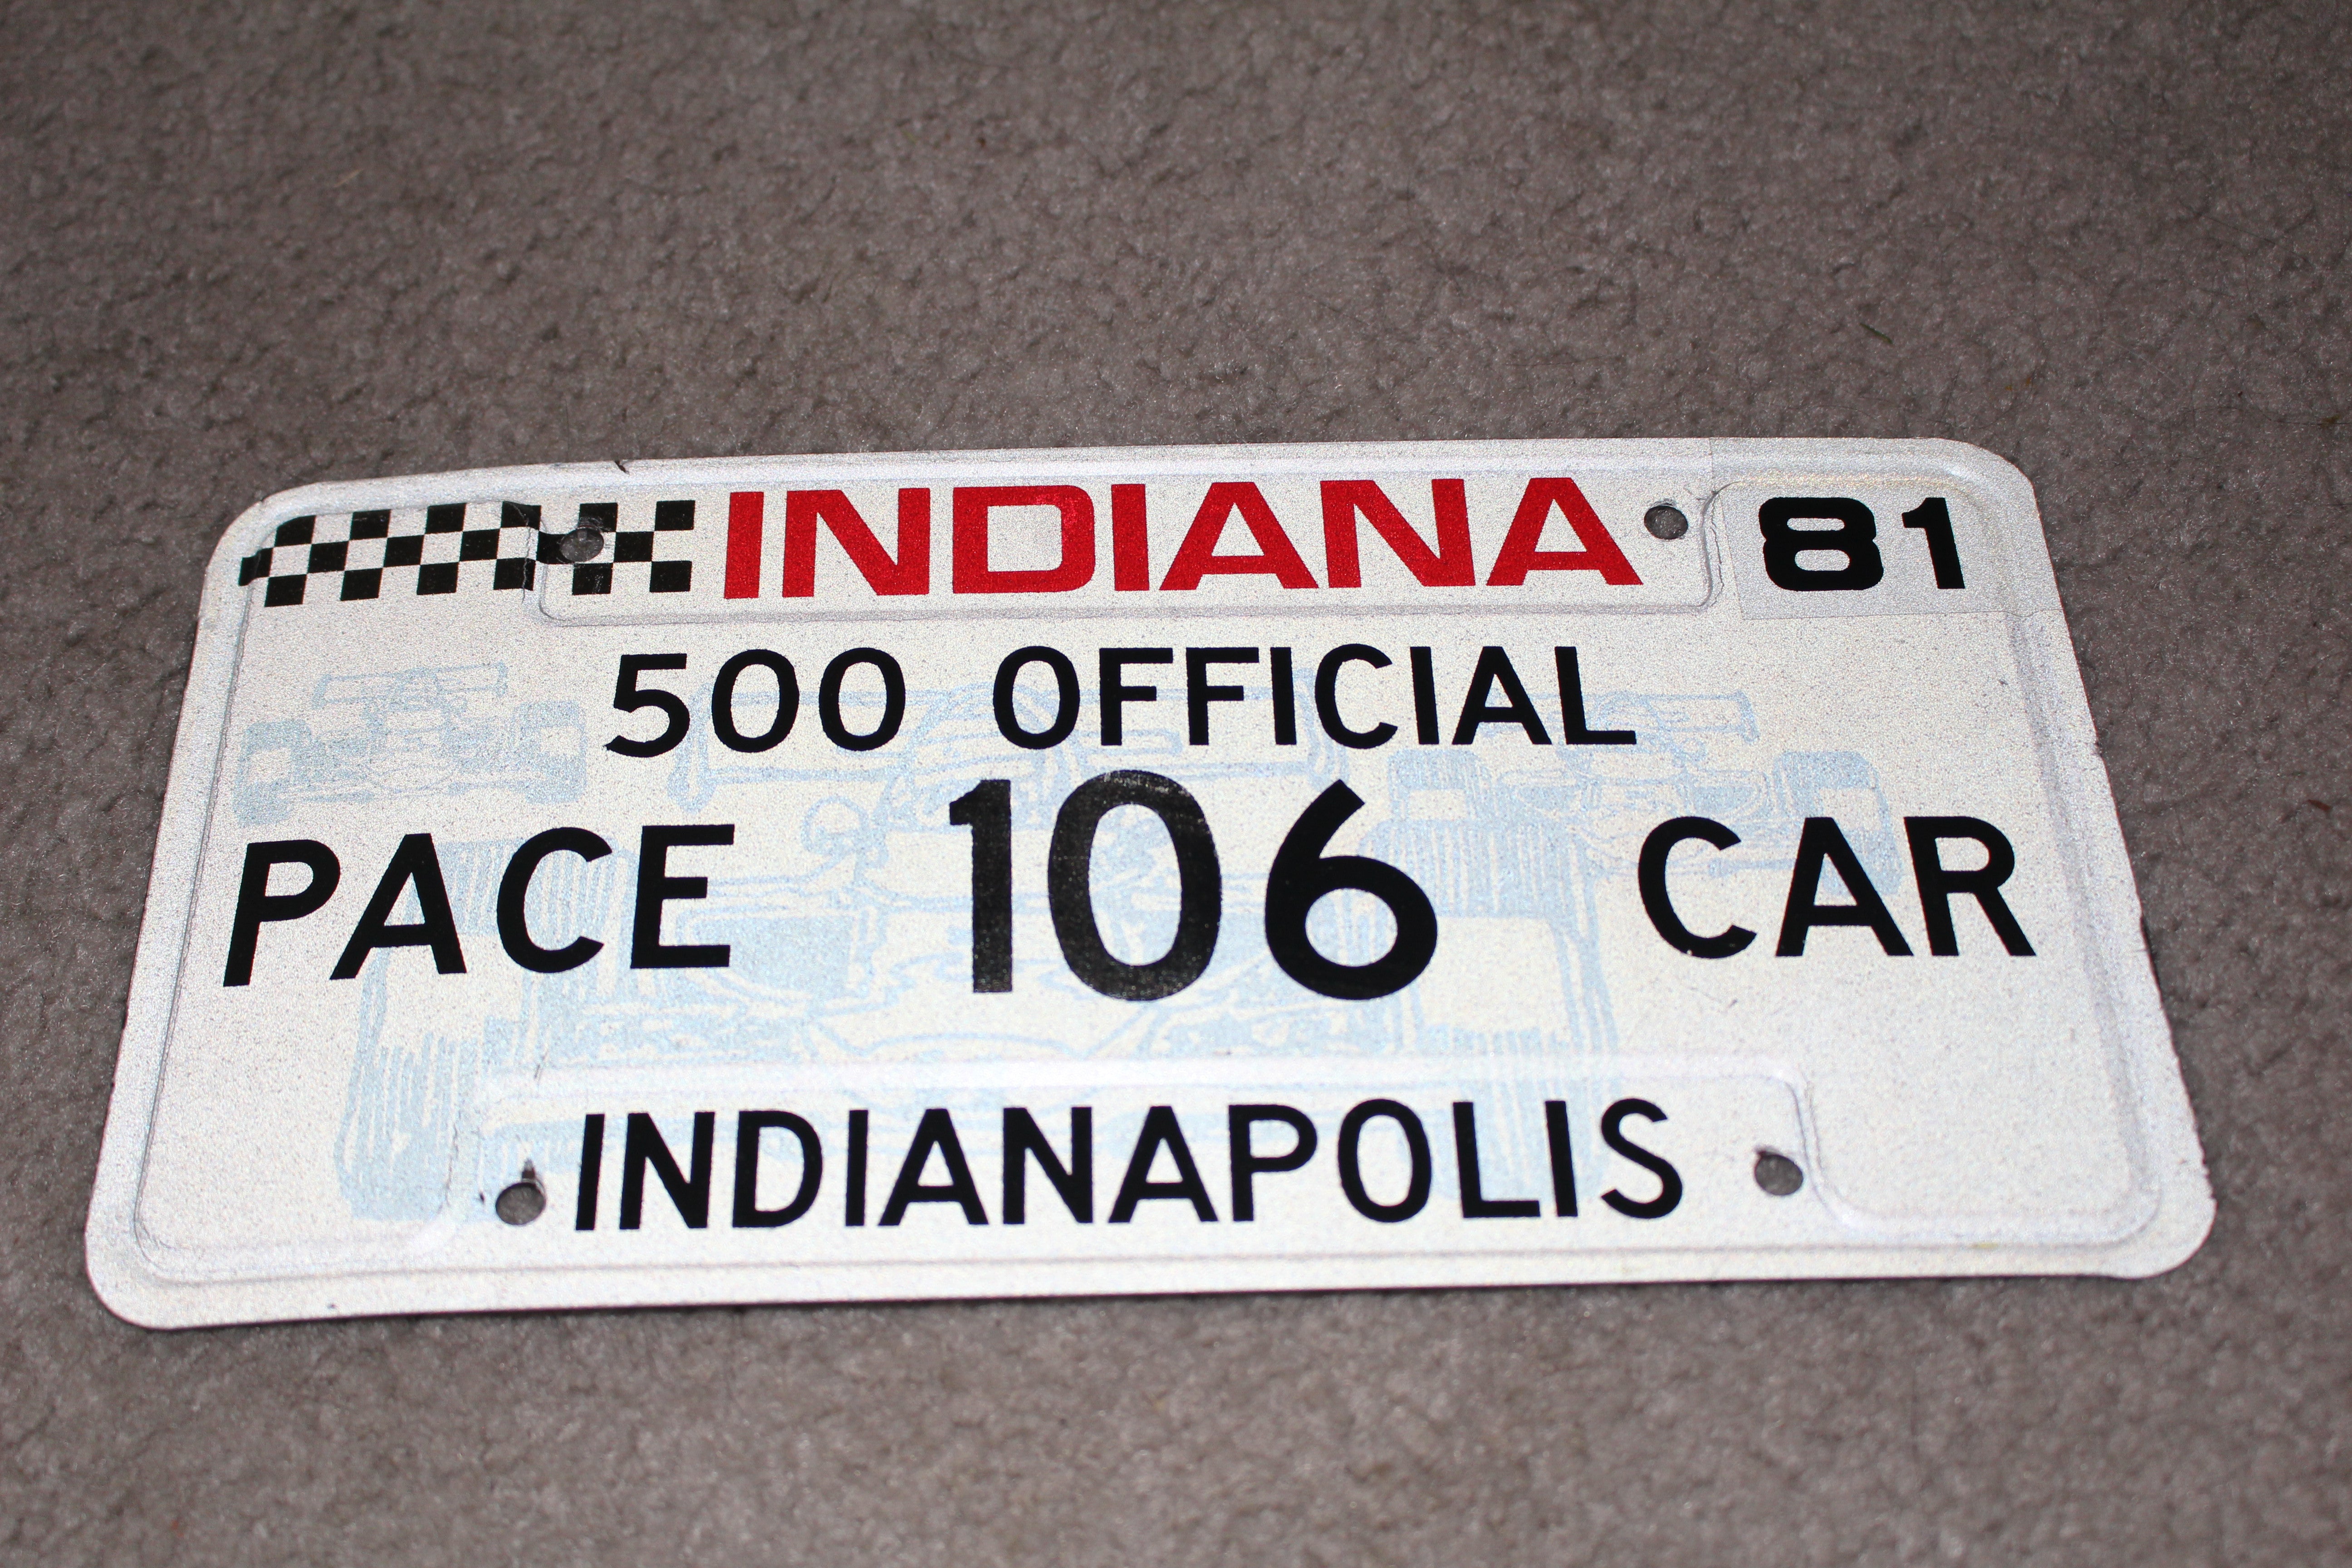 INDIANA 81
500 OFFICIAL
PACE 106 CAR
INDIANAPOLIS